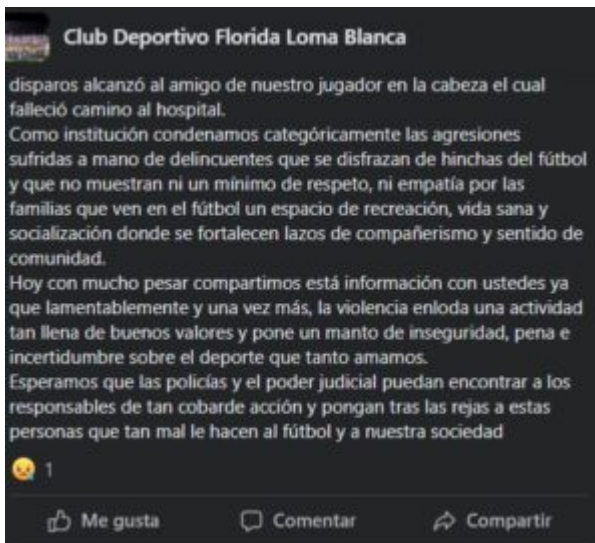 Club Deportivo Florida Loma Blanca
disparos alcanzó al amigo de nuestro jugador en la cabeza el cual
falleció camino al hospital.
Como institución condenamos categóricamente las agresiones
sufridas a mano de delincuentes que se disfrazan de hinchas del fútbol
y que no muestran ni un mínimo de respeto, ni empatía por las
familias que ven en el fútbol un espacio de recreación, vida sana y
socialización donde se fortalecen lazos de compañerismo y sentido de
comunidad.
Hoy con mucho pesar compartimos está información con ustedes ya
que lamentablemente y una vez más, la violencia enloda una actividad
tan llena de buenos valores y pone un manto de inseguridad, pena e
incertidumbre sobre el deporte que tanto amamos.
Esperamos que las policías y el poder judicial puedan encontrar a los
responsables de tan cobarde acción y pongan tras las rejas a estas
personas que tan mal le hacen al fútbol y a nuestra sociedad
1
Me gusta Comentar Compartir